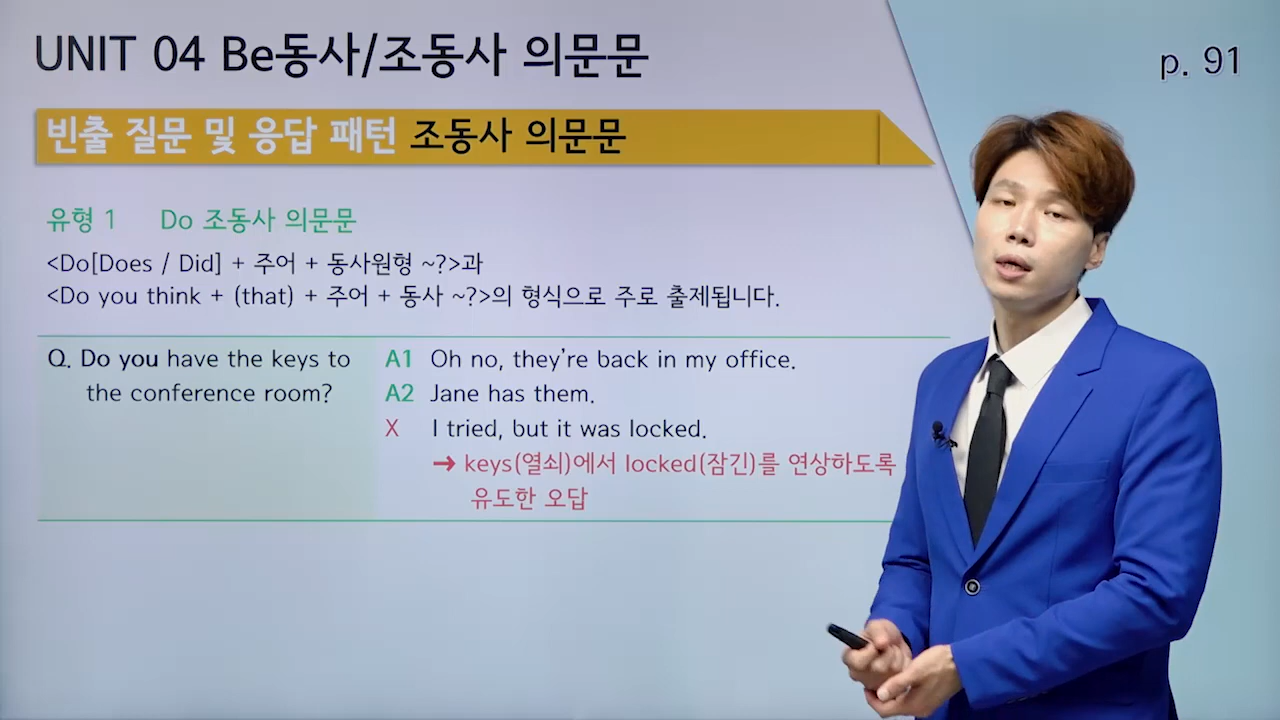 UNIT 04 Be동사/조동사 의문문
p. 91
빈출 질문 및 응답 패턴 조동사 의문문
유형 1 Do 조동사 의문문
<Do[Does / Did] + 주어 + 동사원형 ~?>과
<Do you think + (that) + 주어 + 동사 ~?>의 형식으로 주로 출제됩니다.
Q. Do you have the keys to
the conference room?
A1 Oh no, they're back in my office.
A2 Jane has them.
X I tried, but it was locked.
→ keys(열쇠)에서 locked(잠긴)를 연상하도록
유도한 오답